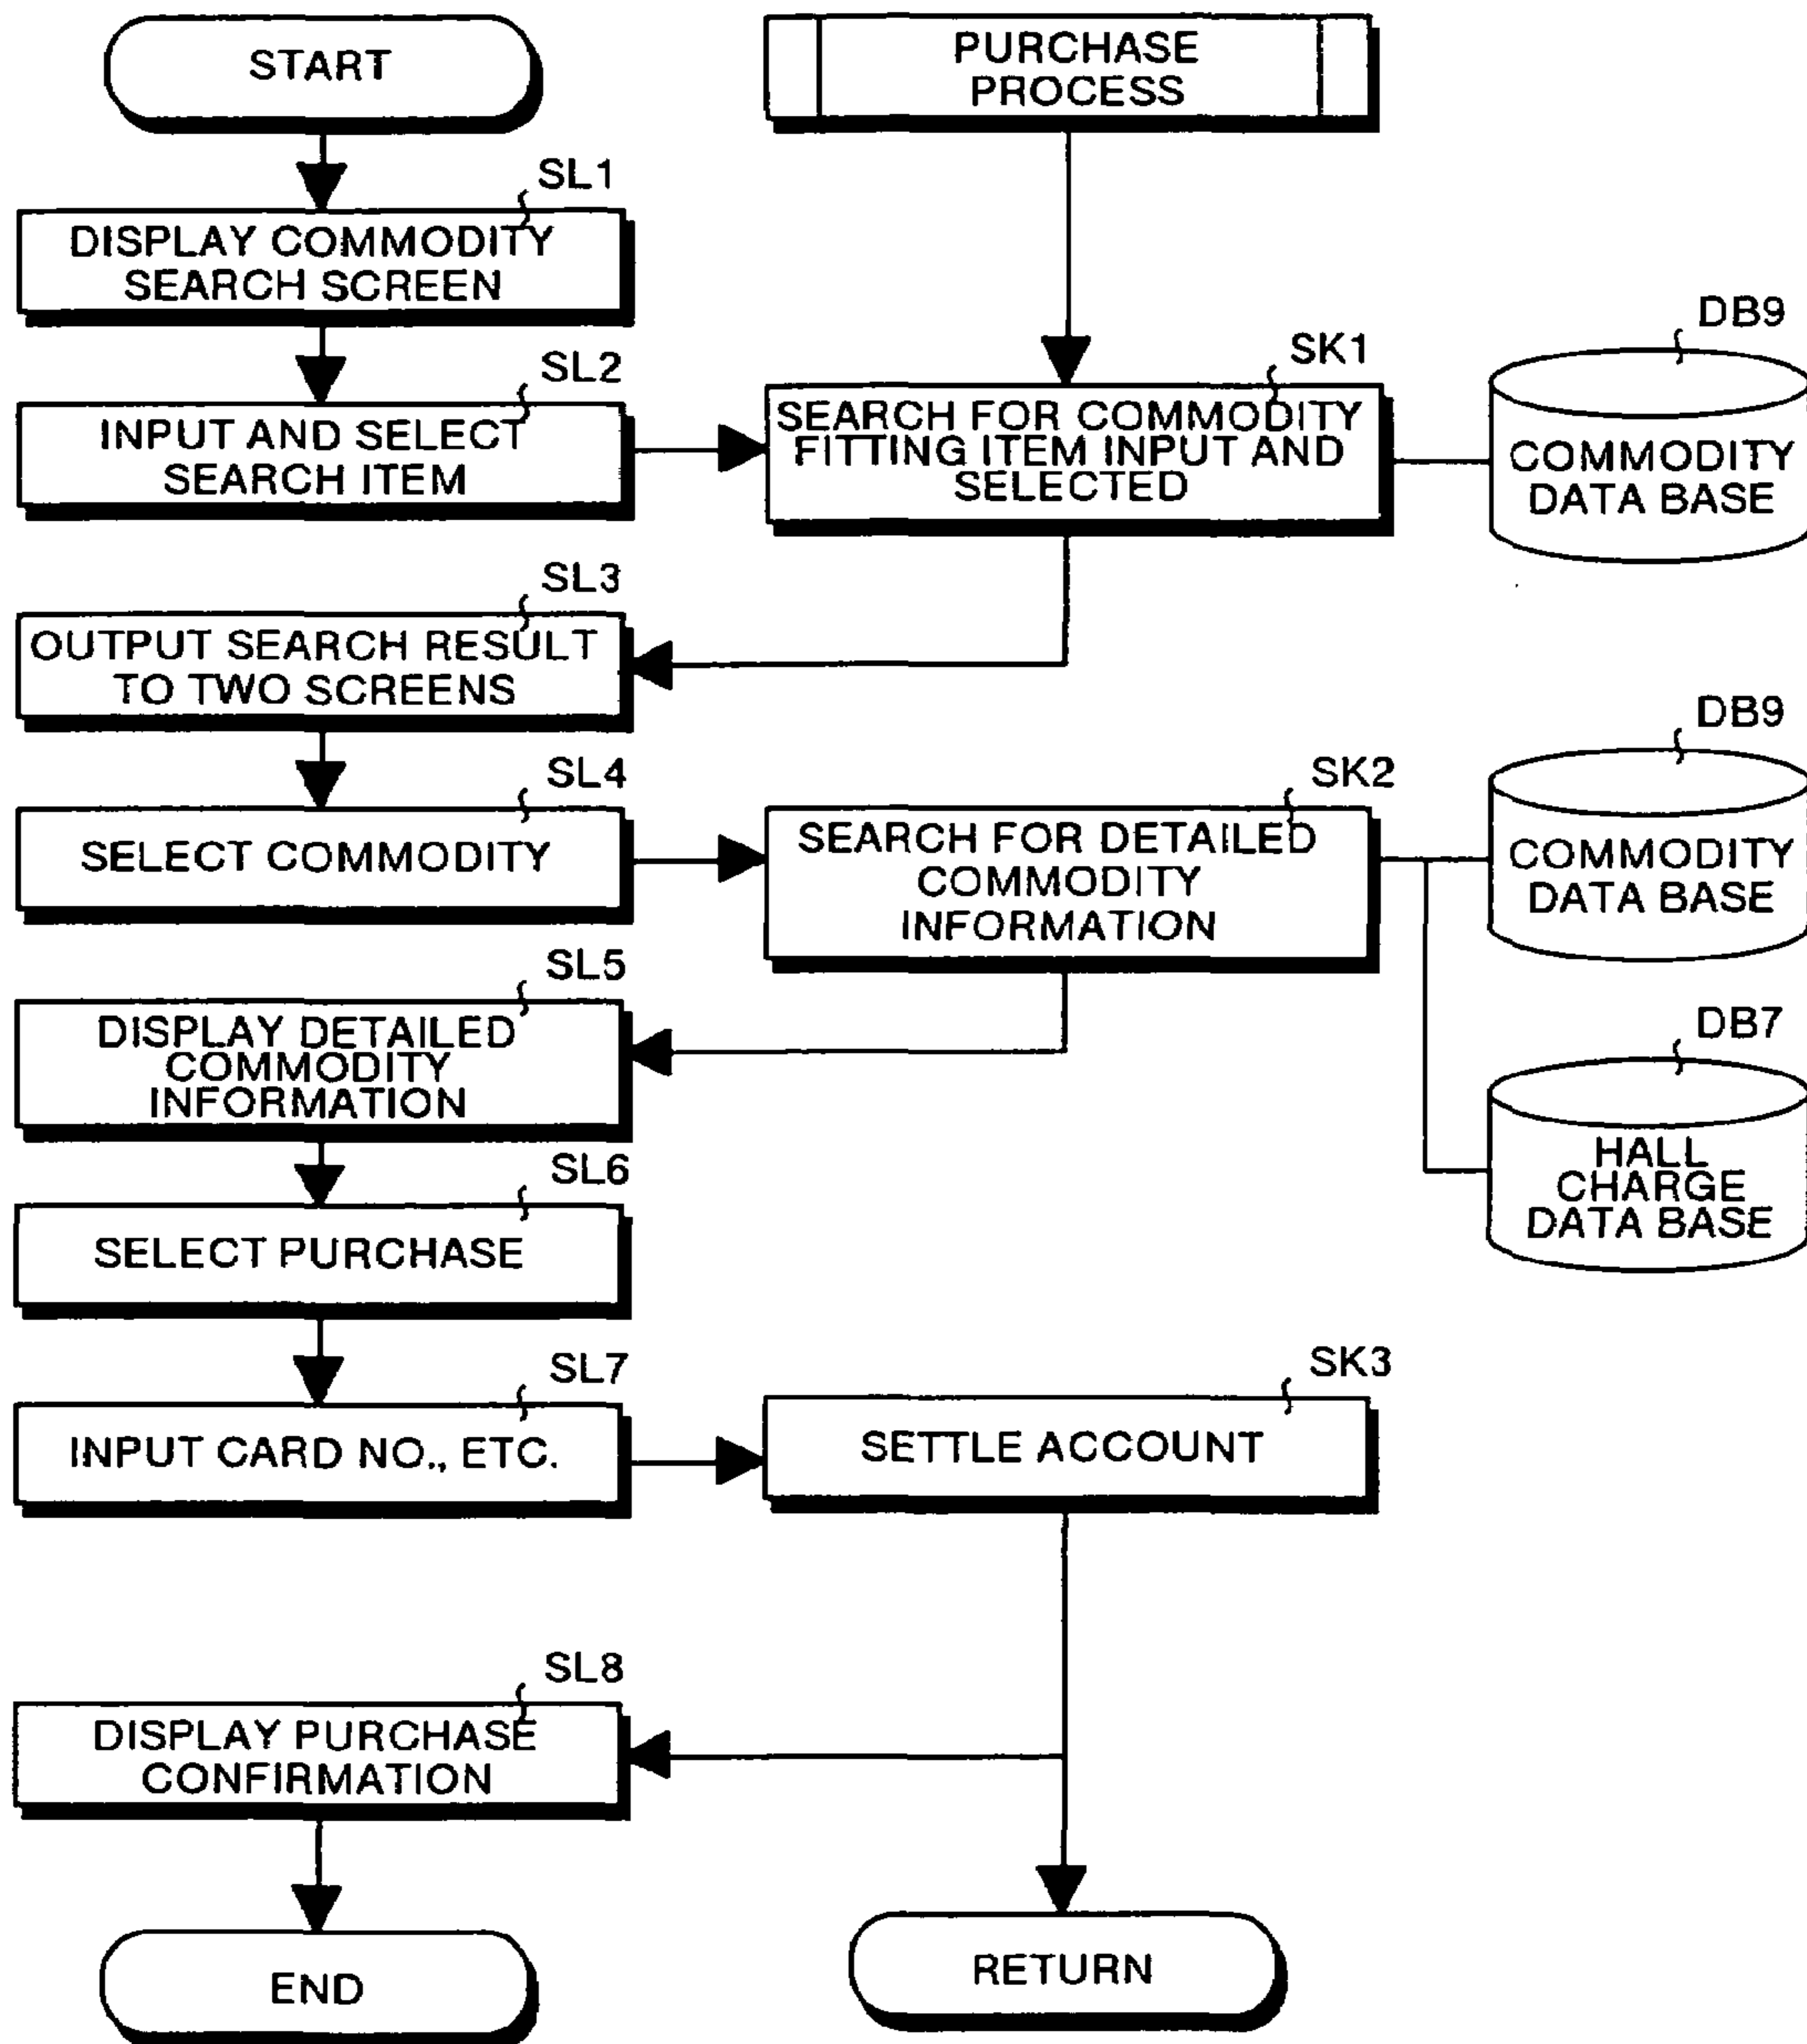 START
PURCHASE
PROCESS
SL1
DISPLAY COMMODITY
SEARCH SCREEN
SL2
INPUT AND SELECT
SEARCH ITEM
SK1
SEARCH FOR COMMODITY
FITTING ITEM INPUT AND
SELECTED
DB9
COMMODITY
DATA BASE
SL3
OUTPUT SEARCH RESULT
TO TWO SCREENS
SL4
SELECT COMMODITY
SK2
SEARCH FOR DETAILED
COMMODITY
INFORMATION
DB9
COMMODITY
DATA BASE
SL5
DISPLAY DETAILED
COMMODITY
INFORMATION
DB7
HALL
CHARGE
DATA BASE
SL6
SELECT PURCHASE
SL7
INPUT CARD NO., ETC.
SK3
SETTLE ACCOUNT
SL8
DISPLAY PURCHASE
CONFIRMATION
END
RETURN